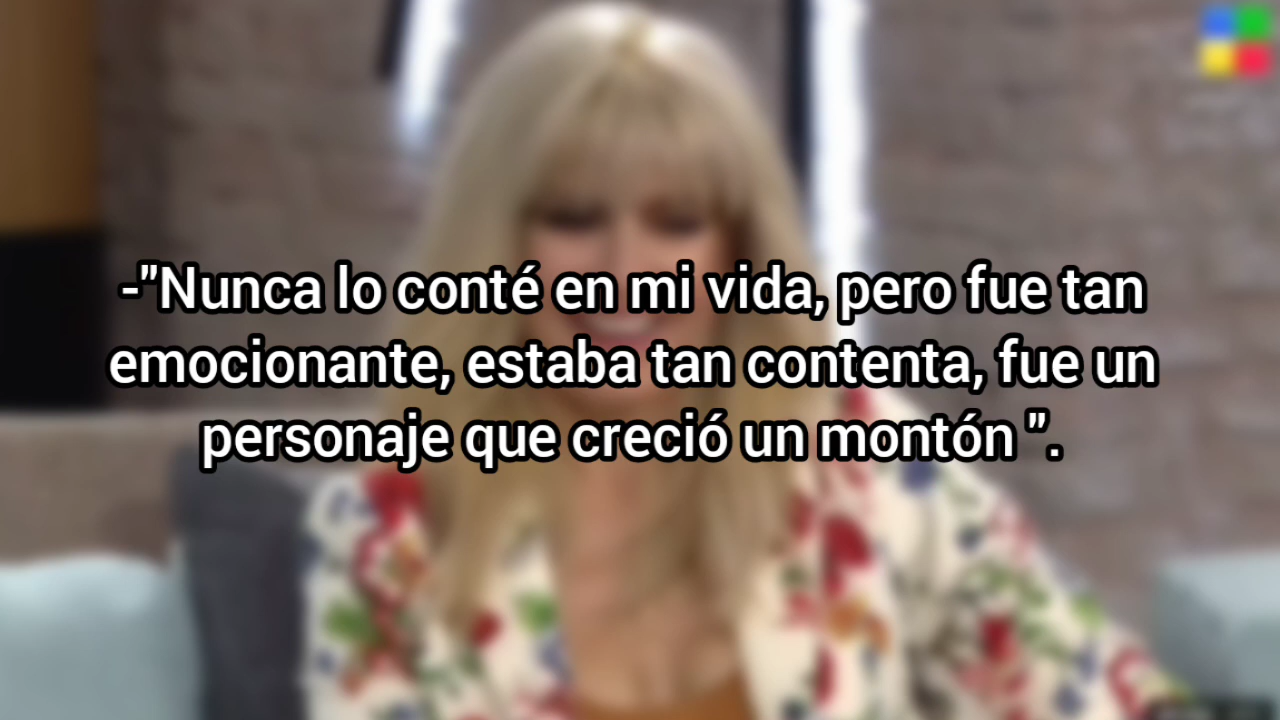 -"Nunca lo conté en mi vida, pero fue tan
emocionante, estaba tan contenta, fue un
personaje que creció un montón ".